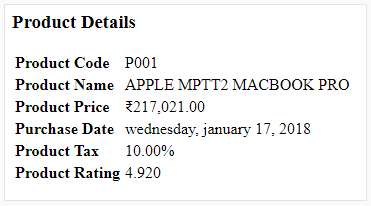 Product Details
Product Code P001
Product Name APPLE MPTT2 MACBOOK PRO
Product Price ₹217,021.00
Purchase Date wednesday, january 17, 2018
Product Tax 10.00%
Product Rating 4.920